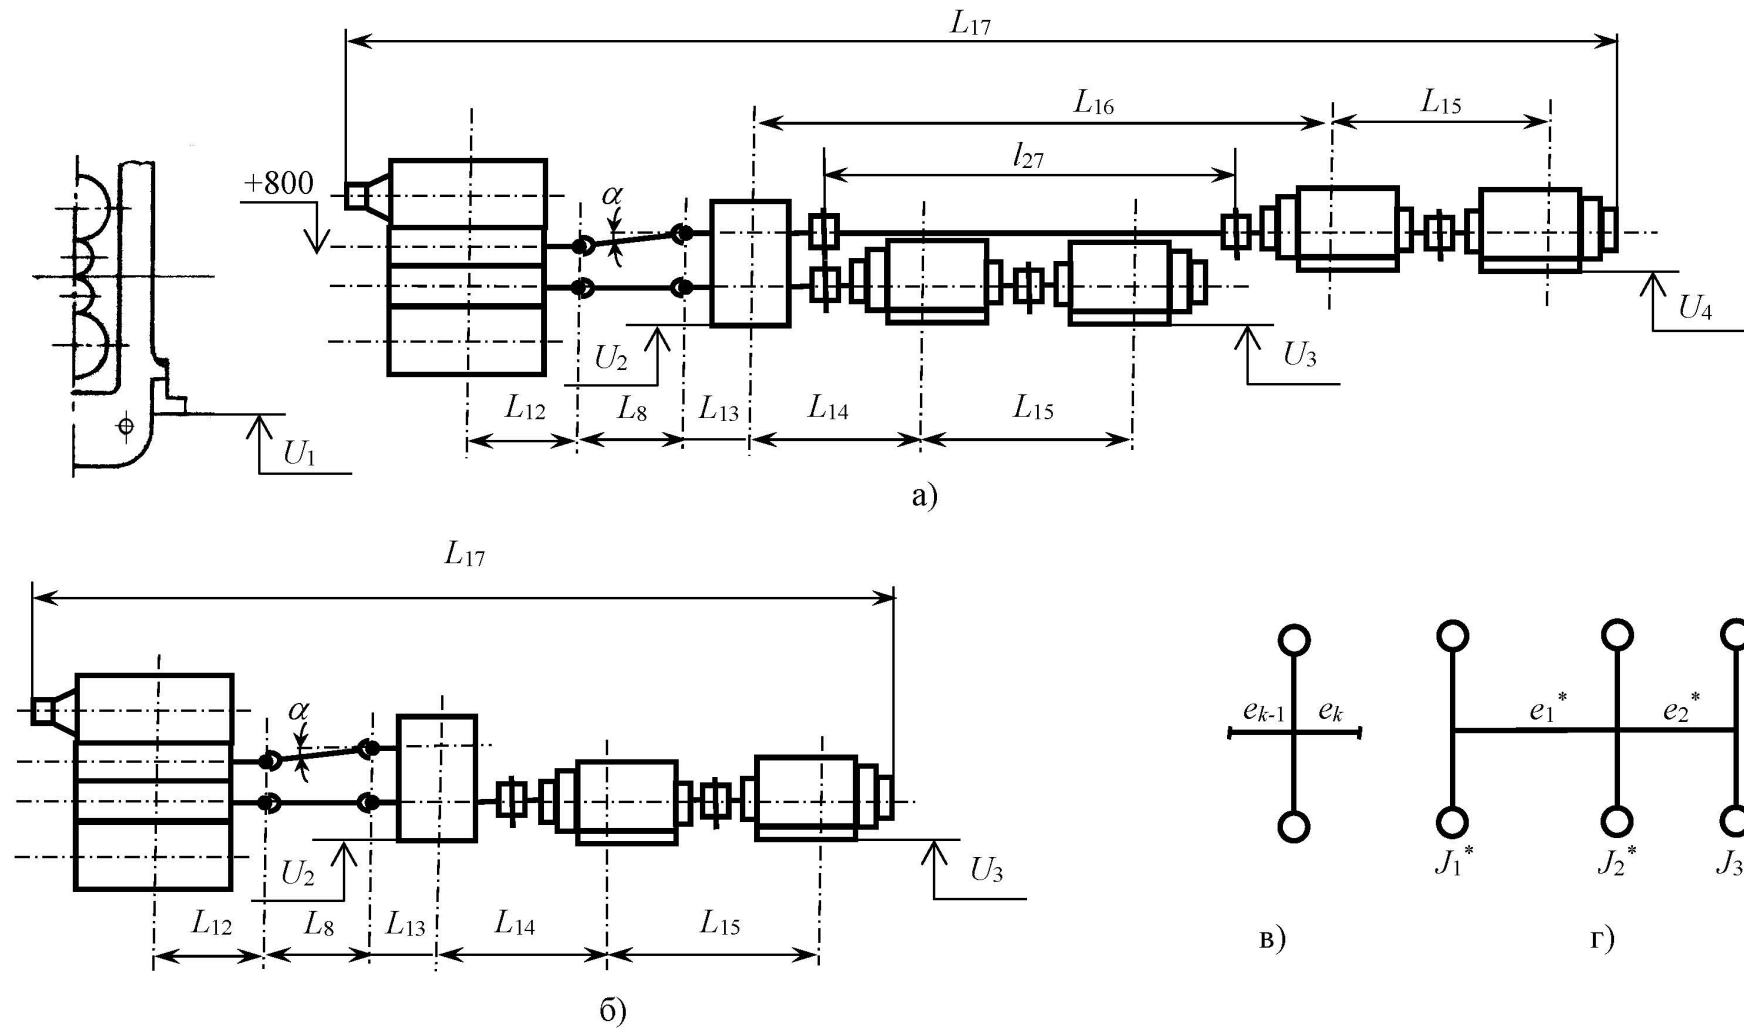 L17
L16
L15
l27
+800
α
U2
U3
U4
L12
L8
L13
L14
L15
U1
а)
L17
α
ek-1
ek
e1*
e2*
U2
U3
J1*
J2*
J3
L12
L8
L13
L14
L15
в)
г)
б)